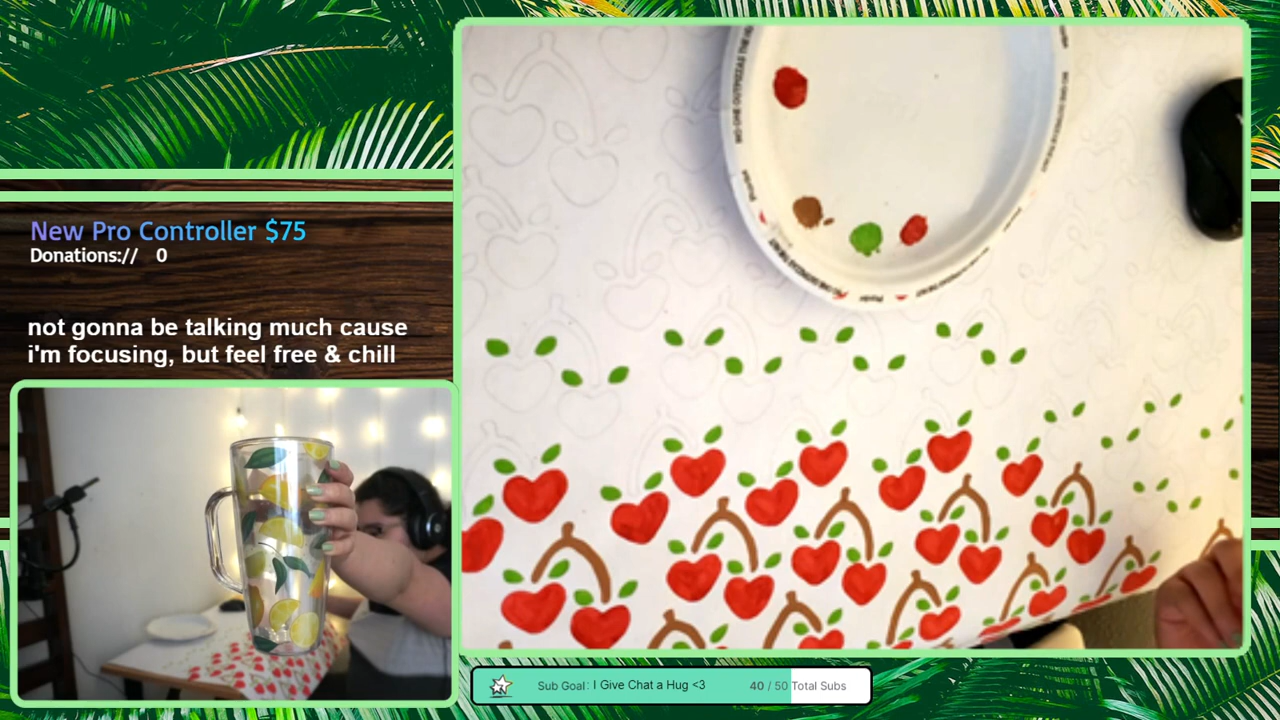 New Pro Controller $75
Donations:// 0
not gonna be talking much cause
i'm focusing, but feel free & chill
Sub Goal: I Give Chat a Hug <3 40 / 50 Total Subs